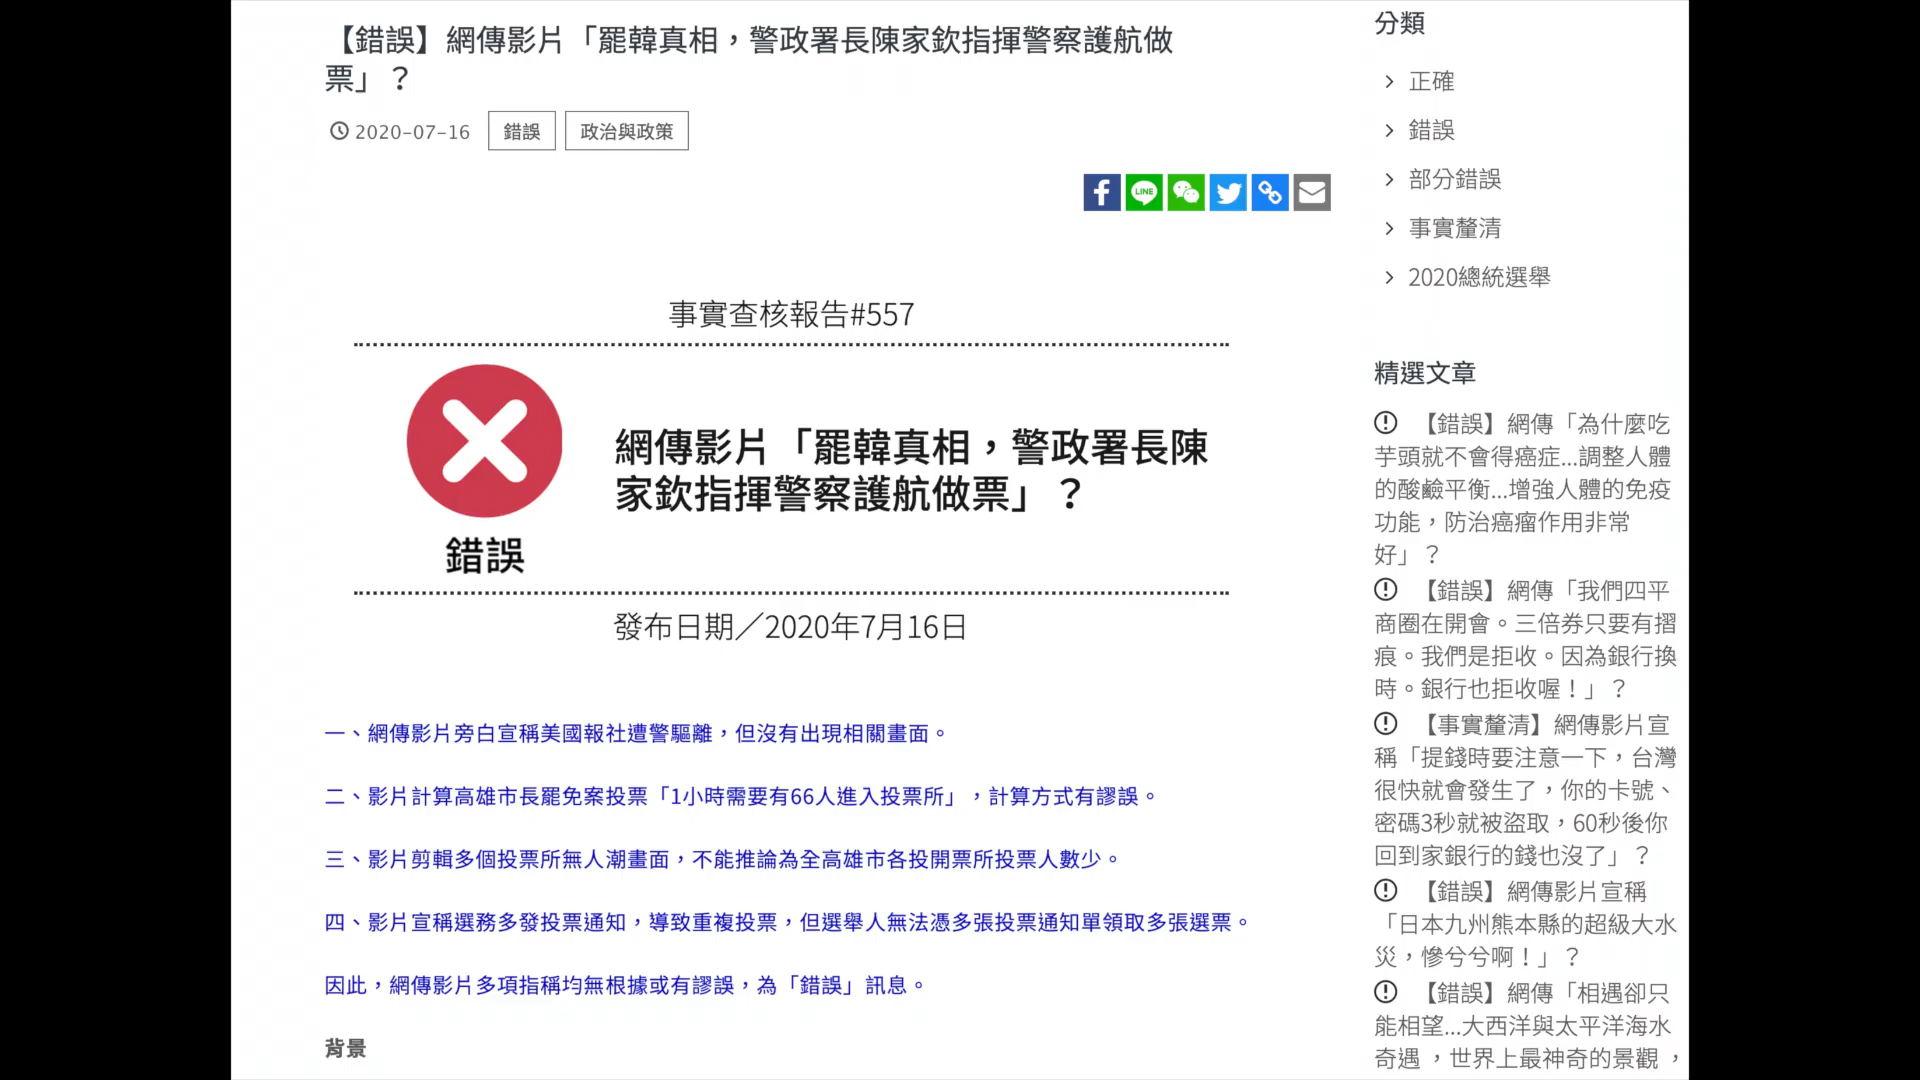 【錯誤】網傳影片「罷韓真相，警政署長陳家欽指揮警察護航做
票」？
2020-07-16
錯誤
政治與政策
LINE
事實查核報告#557
網傳影片「罷韓真相，警政署長陳
家欽指揮警察護航做票」？
錯誤
發布日期／2020年7月16日
一、網傳影片旁白宣稱美國報社遭警驅離，但沒有出現相關畫面。
二、影片計算高雄市長罷免案投票「1小時需要有66人進入投票所」，計算方式有謬誤。
三、影片剪輯多個投票所無人潮畫面，不能推論為全高雄市各投開票所投票人數少。
四、影片宣稱選務多發投票通知，導致重複投票，但選舉人無法憑多張投票通知單領取多張選票。
因此，網傳影片多項指稱均無根據或有謬誤，為「錯誤」訊息。
背景
分類
正確
錯誤
部分錯誤
事實釐清
2020總統選舉
精選文章
【錯誤】網傳「為什麼吃
芋頭就不會得癌症...調整人體
的酸鹼平衡...增強人體的免疫
功能，防治癌瘤作用非常
好」？
【錯誤】網傳「我們四平
商圈在開會。三倍券只要有摺
痕。我們是拒收。因為銀行換
時。銀行也拒收喔！」？
【事實釐清】網傳影片宣
稱「提錢時要注意一下，台灣
很快就會發生了，你的卡號、
密碼3秒就被盜取，60秒後你
回到家銀行的錢也沒了」？
【錯誤】網傳影片宣稱
「日本九州熊本縣的超級大水
災，慘兮兮啊！」？
【錯誤】網傳「相遇卻只
能相望...大西洋與太平洋海水
奇遇 ，世界上最神奇的景觀 ，